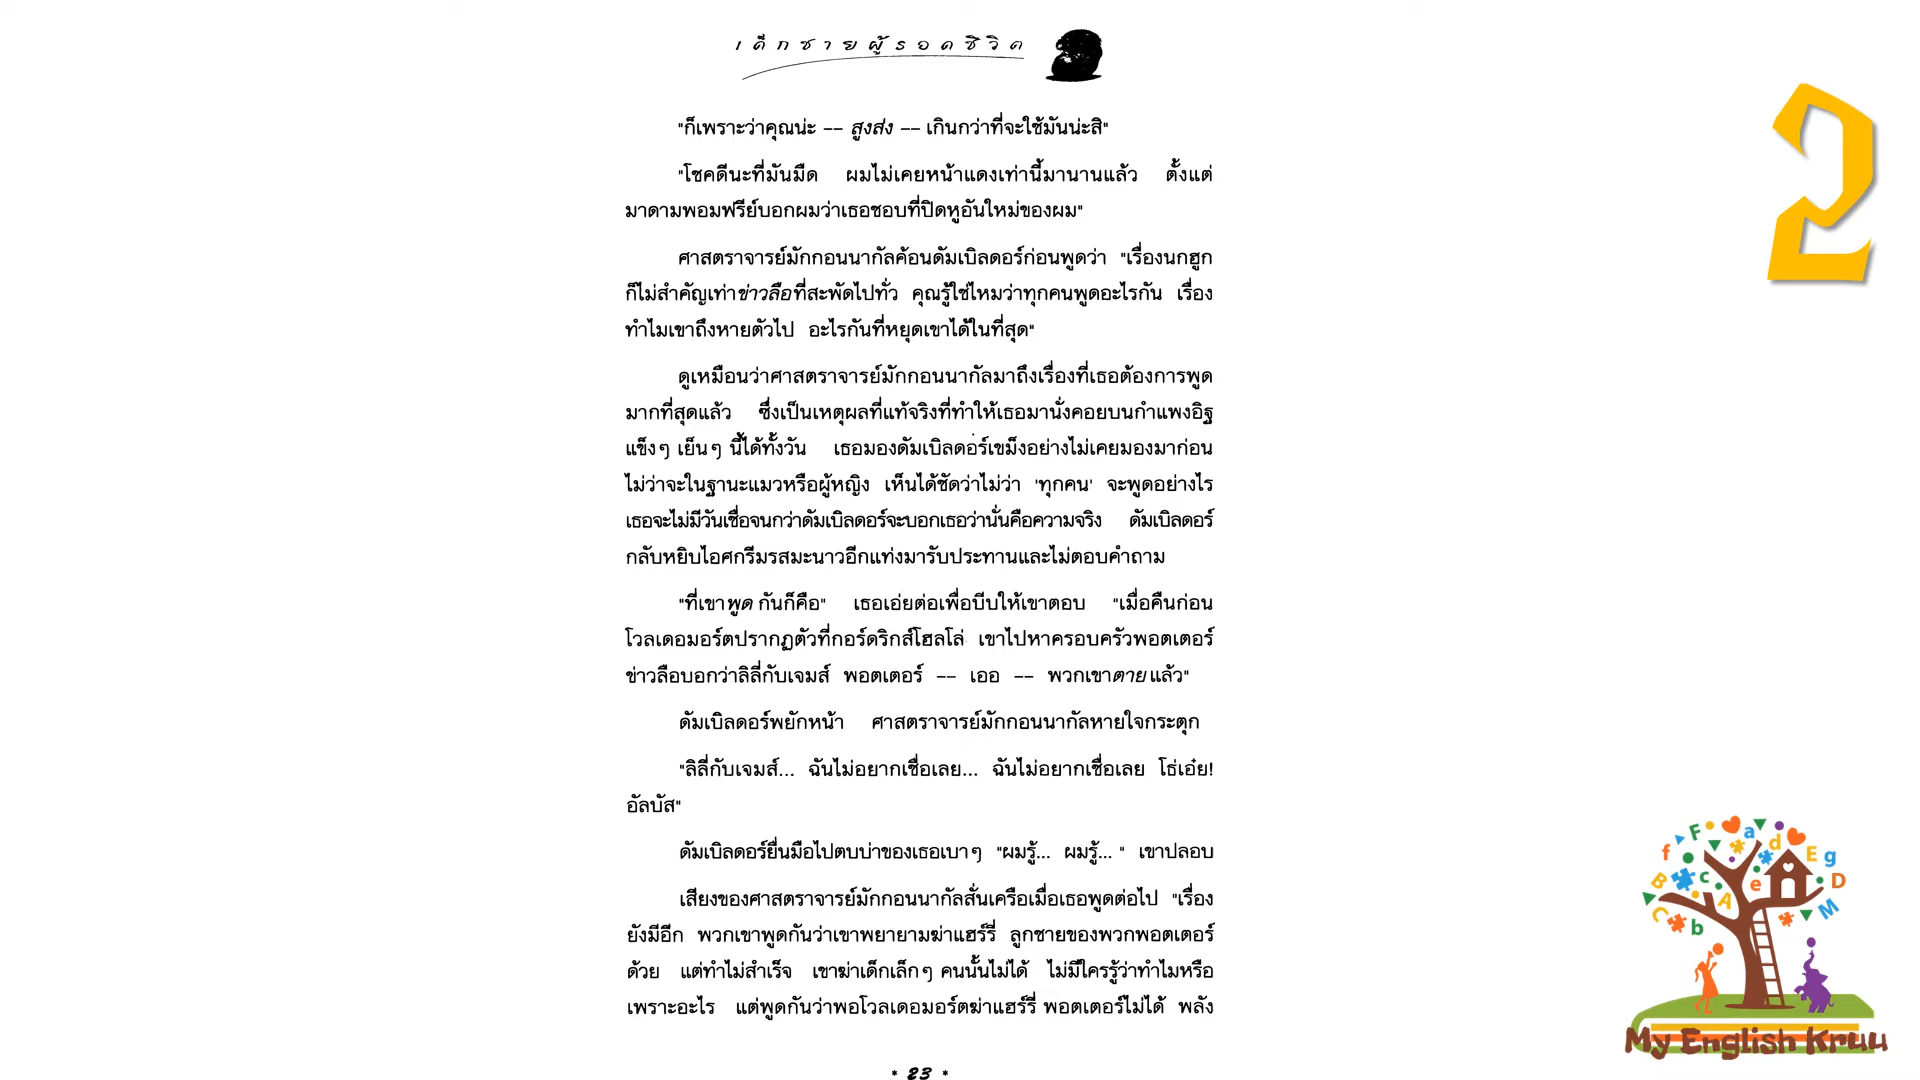 เด็กชายผู้รอดชีวิต
"ก็เพราะว่าคุณน่ะ -- สูงส่ง -- เกินกว่าที่จะใช้มันน่ะสิ"
"โชคดีนะที่มันมืด ผมไม่เคยหน้าแดงเท่านี้มานานแล้ว ตั้งแต่
มาดามพอมฟรีย์บอกผมว่าเธอชอบที่ปิดหูอันใหม่ของผม"
ศาสตราจารย์มักกอนนากัลค้อนดัมเบิลดอร์ก่อนพูดว่า "เรื่องนกฮูก
ก็ไม่สำคัญเท่าข่าวลือที่สะพัดไปทั่ว คุณรู้ใช่ไหมว่าทุกคนพูดอะไรกัน เรื่อง
ทำไมเขาถึงหายตัวไป อะไรกันที่หยุดเขาได้ในที่สุด"
ดูเหมือนว่าศาสตราจารย์มักกอนนากัลมาถึงเรื่องที่เธอต้องการพูด
มากที่สุดแล้ว ซึ่งเป็นเหตุผลที่แท้จริงที่ทำให้เธอมานั่งคอยบนกำแพงอิฐ
แข็งๆ เย็นๆ นี้ได้ทั้งวัน เธอมองดัมเบิลดอร์เขม็งอย่างไม่เคยมองมาก่อน
ไม่ว่าจะในฐานะแมวหรือผู้หญิง เห็นได้ชัดว่าไม่ว่า 'ทุกคน' จะพูดอย่างไร
เธอจะไม่มีวันเชื่อจนกว่าดัมเบิลดอร์จะบอกเธอว่านั่นคือความจริง ดัมเบิลดอร์
กลับหยิบไอศกรีมรสมะนาวอีกแท่งมารับประทานและไม่ตอบคำถาม
"ที่เขาพูด กันก็คือ" เธอเอ่ยต่อเพื่อบีบให้เขาตอบ "เมื่อคืนก่อน
โวลเดอมอร์ตปรากฏตัวที่กอร์ดริกส์โฮลโล่ เขาไปหาครอบครัวพอตเตอร์
ข่าวลือบอกว่าลิลี่กับเจมส์ พอตเตอร์ -- เออ -- พวกเขาตายแล้ว"
ดัมเบิลดอร์พยักหน้า ศาสตราจารย์มักกอนนากัลหายใจกระตุก
"ลิลี่กับเจมส์... ฉันไม่อยากเชื่อเลย... ฉันไม่อยากเชื่อเลย โธ่เอ๋ย!
อัลบัส"
ดัมเบิลดอร์ยื่นมือไปตบบ่าของเธอเบาๆ "ผมรู้... ผมรู้... " เขาปลอบ
เสียงของศาสตราจารย์มักกอนนากัลสั่นเครือเมื่อเธอพูดต่อไป "เรื่อง
ยังมีอีก พวกเขาพูดกันว่าเขาพยายามฆ่าแฮร์รี่ ลูกชายของพวกพอตเตอร์
ด้วย แต่ทำไม่สำเร็จ เขาฆ่าเด็กเล็กๆ คนนั้นไม่ได้ ไม่มีใครรู้ว่าทำไมหรือ
เพราะอะไร แต่พูดกันว่าพอโวลเดอมอร์ตฆ่าแฮร์รี่ พอตเตอร์ไม่ได้ พลัง
* 23 *
2
My English Kruu